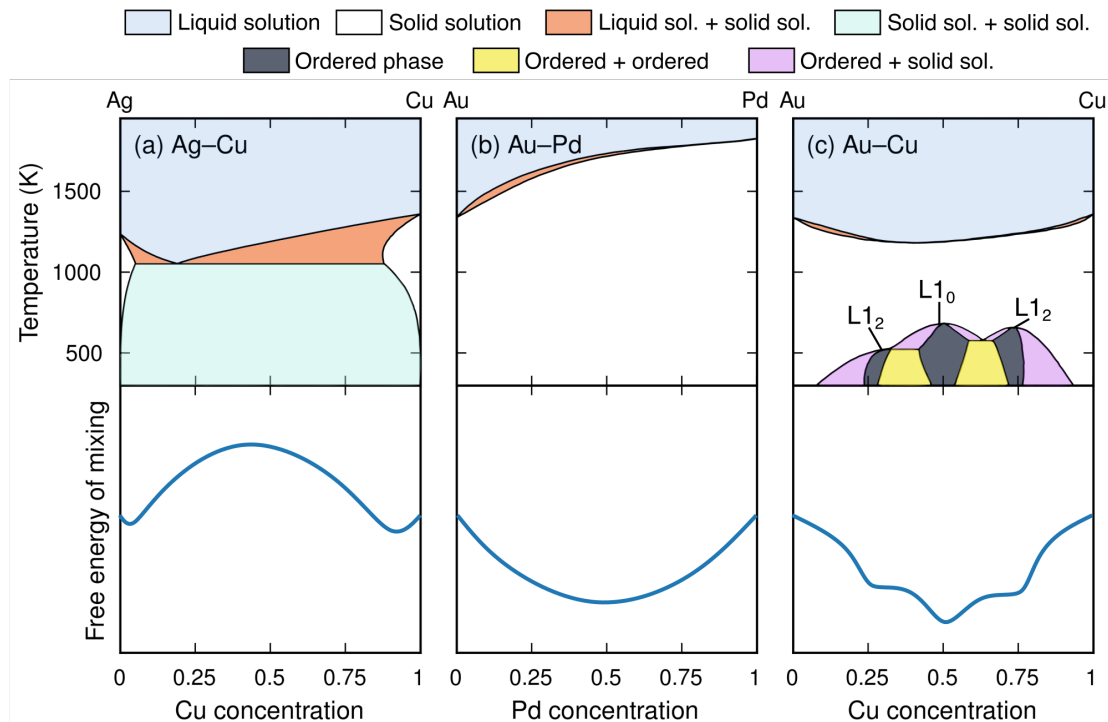 Liquid solution Solid solution Liquid sol. + solid sol. Solid sol. + solid sol.
Ordered phase Ordered + ordered Ordered + solid sol.
Ag Cu Au Pd Au Cu
(a) Ag–Cu (b) Au–Pd (c) Au–Cu
Temperature (K)
1500
1000
500
L1₂ L1₀ L1₂
Free energy of mixing
0 0.25 0.5 0.75 0 0.25 0.5 0.75 0 0.25 0.5 0.75 1
Cu concentration Pd concentration Cu concentration